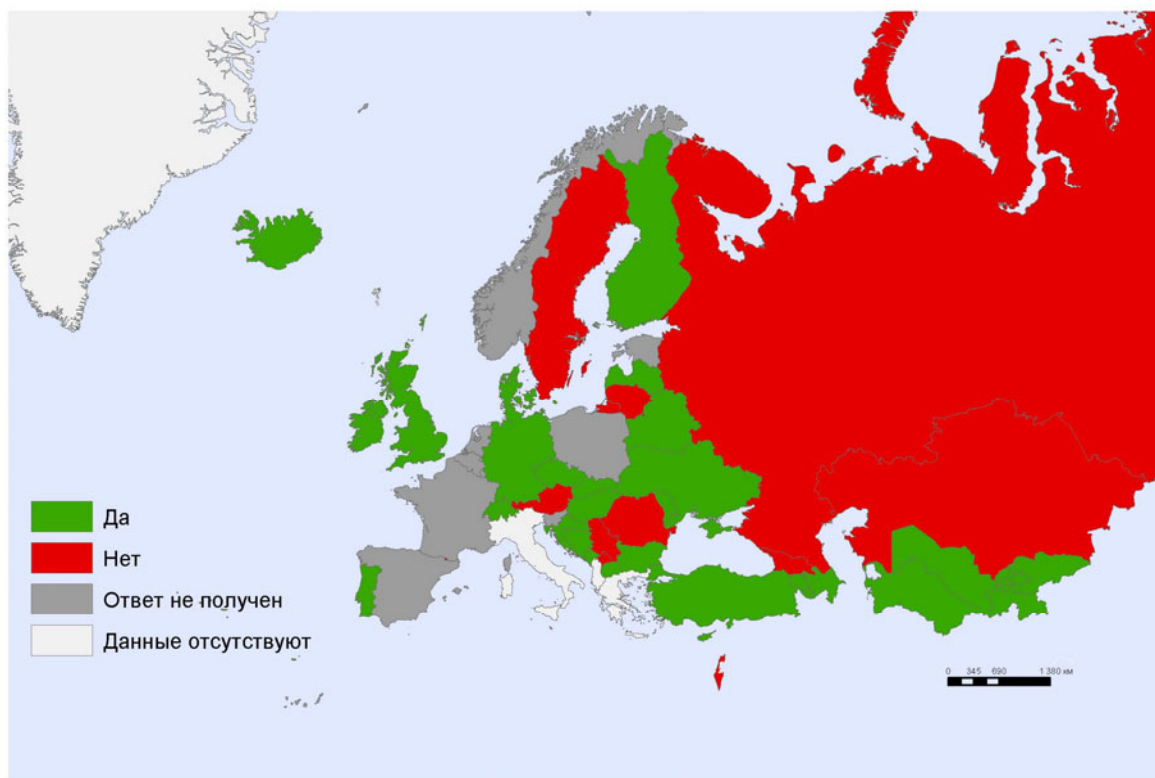 Да
Нет
Ответ не получен
Данные отсутствуют
0 345 690 1 380 км